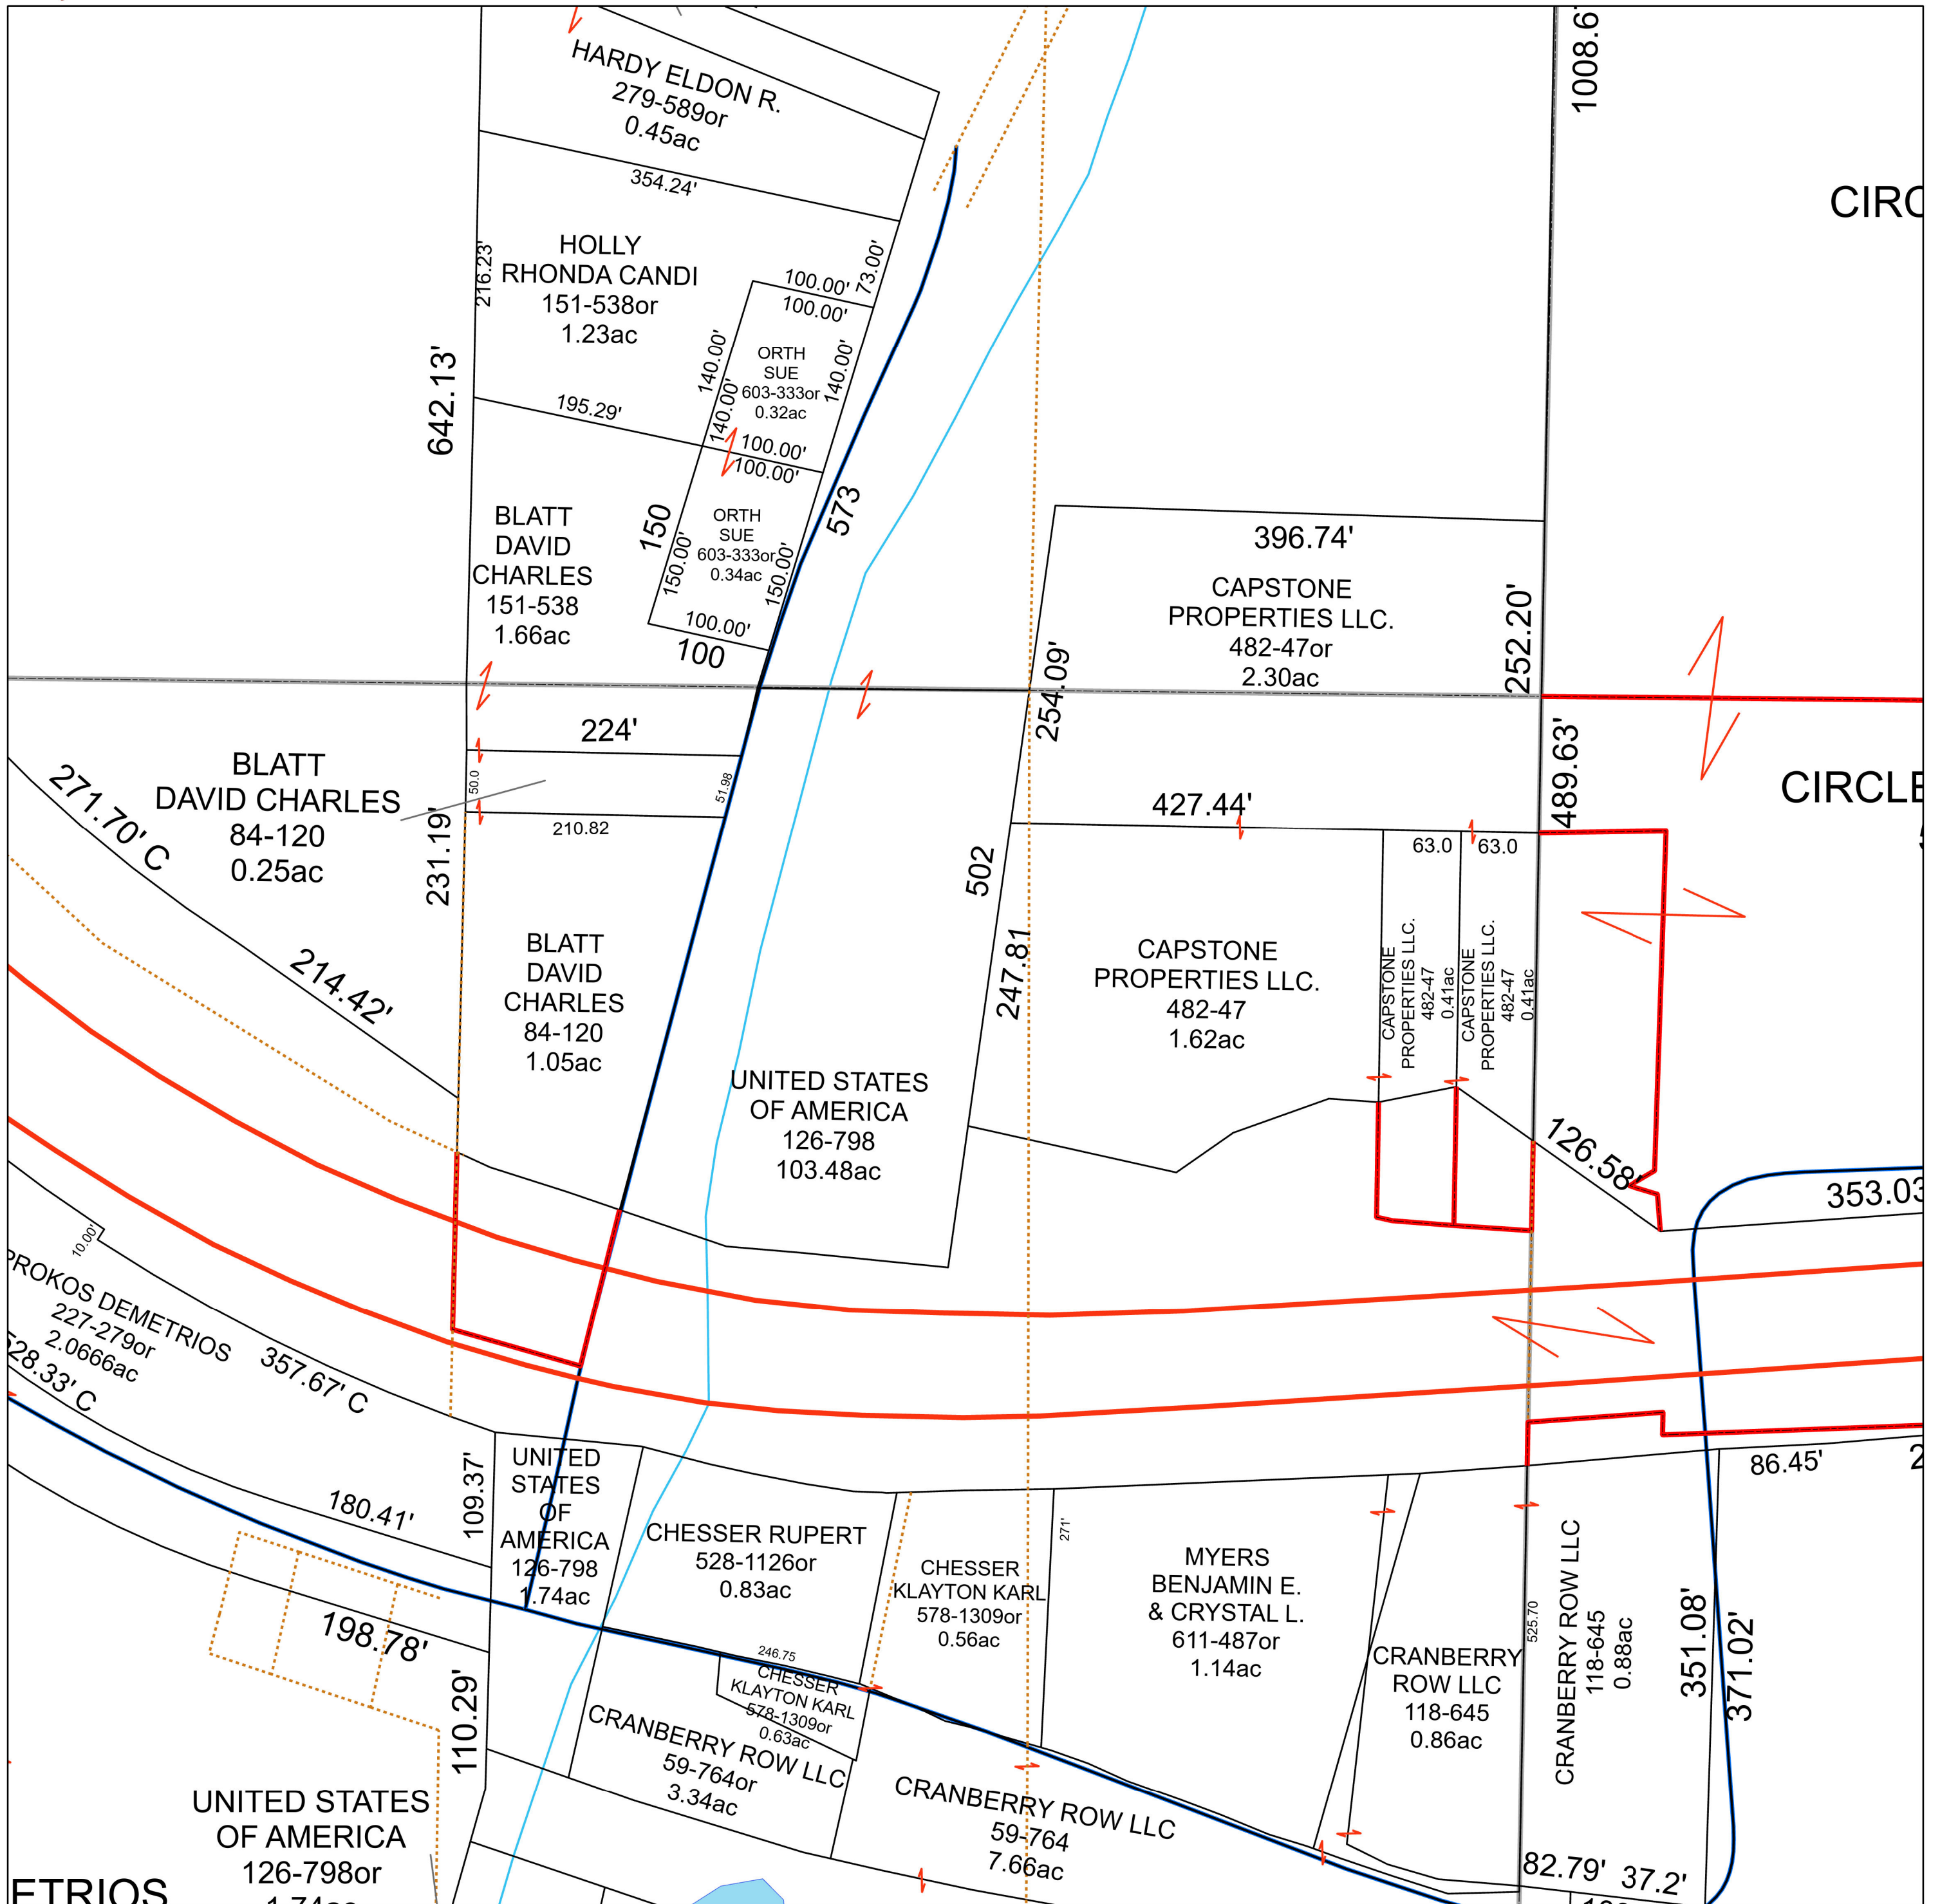 HARDY ELDON R.
279-589or
0.45ac
354.24'
1008.6
CIRC
216.23'
HOLLY
RHONDA CANDI
151-538or
1.23ac
73.00'
100.00'
100.00'
140.00'
140.00'
140.00'
ORTH
SUE
603-333or
0.32ac
642.13'
195.29'
100.00'
100.00'
573
BLATT
DAVID
CHARLES
151-538
1.66ac
150
150.00'
150.00'
ORTH
SUE
603-333or
0.34ac
100.00'
100
396.74'
CAPSTONE
PROPERTIES LLC.
482-47or
2.30ac
252.20'
254.09'
224'
BLATT
DAVID CHARLES
84-120
0.25ac
50.0
51.98
210.82
271.70' C
231.19'
489.63'
CIRCLE
427.44'
63.0
63.0
502
247.81
214.42'
BLATT
DAVID
CHARLES
84-120
1.05ac
CAPSTONE
PROPERTIES LLC.
482-47
1.62ac
CAPSTONE
PROPERTIES LLC.
482-47
0.41ac
CAPSTONE
PROPERTIES LLC.
482-47
0.41ac
UNITED STATES
OF AMERICA
126-798
103.48ac
126.58'
353.03
10.00'
PROKOS DEMETRIOS
227-279or
2.0666ac
528.33' C
357.67' C
180.41'
109.37'
UNITED
STATES
OF
AMERICA
126-798
1.74ac
CHESSER RUPERT
528-1126or
0.83ac
CHESSER
KLAYTON KARL
578-1309or
0.56ac
271'
MYERS
BENJAMIN E.
& CRYSTAL L.
611-487or
1.14ac
86.45'
2
CRANBERRY
ROW LLC
118-645
0.86ac
525.70
CRANBERRY ROW LLC
118-645
0.88ac
351.08'
371.02'
198.78'
110.29'
246.75
CHESSER
KLAYTON KARL
578-1309or
0.63ac
CRANBERRY ROW LLC
59-764or
3.34ac
CRANBERRY ROW LLC
59-764
7.66ac
82.79'
37.2'
UNITED STATES
OF AMERICA
126-798or
1.74ac
ETRIOS